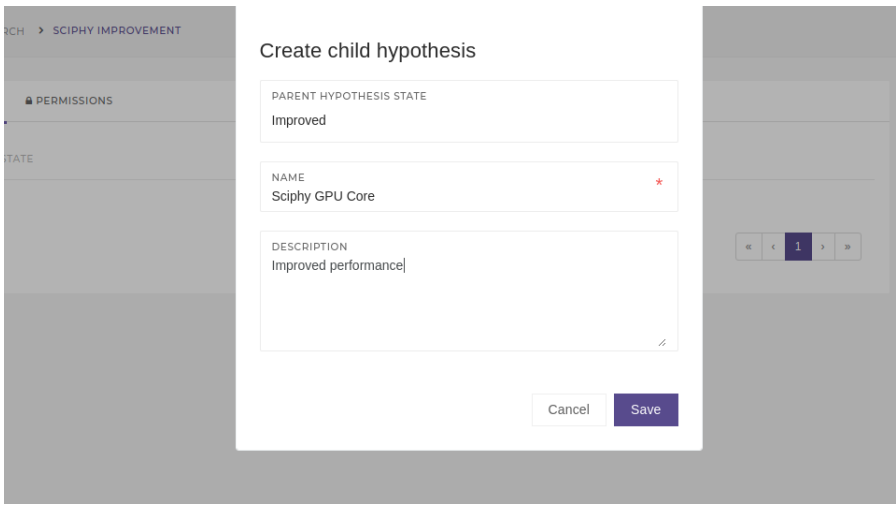 RCH > SCIPHY IMPROVEMENT
PERMISSIONS
STATE
« ‹ 1 › »
Create child hypothesis
PARENT HYPOTHESIS STATE
Improved
NAME
Sciphy GPU Core *
DESCRIPTION
Improved performance
Cancel Save